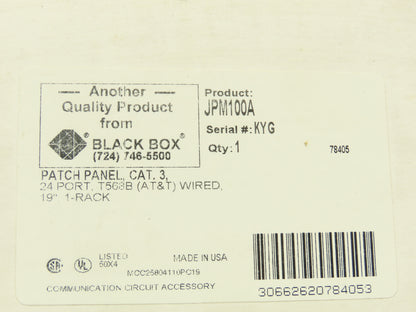 Another
Quality Product
from
BLACK BOX®
(724) 746-5500
Product:
JPM100A
Serial #: KYG
Qty: 1
78405
PATCH PANEL, CAT. 3,
24 PORT, T568B (AT&T) WIRED,
19" 1-RACK
LISTED
50X4
MADE IN USA
MCC25804110PC19
COMMUNICATION CIRCUIT ACCESSORY
30662620784053